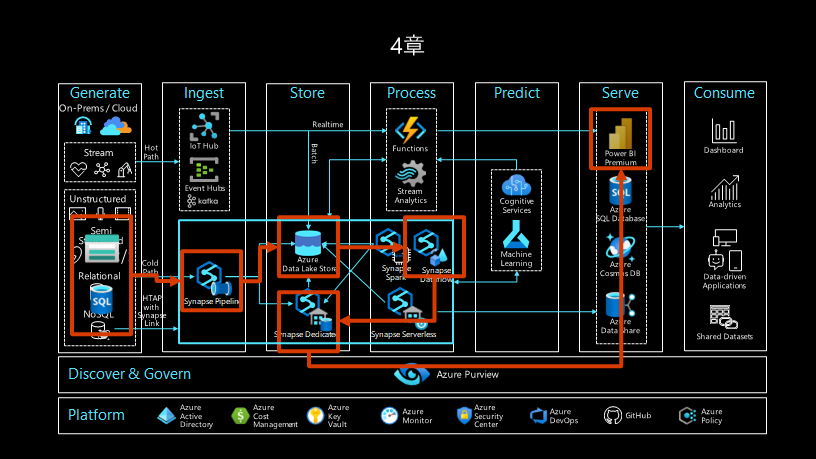 4章
Generate
On-Prems / Cloud
Stream
Unstructured
Semi
Relational
SQL
NoSQL
Hot
Path
Cold
Path
HTAP
with
Synapse
Link
Ingest
IoT Hub
Event Hubs
kafka
Synapse Pipeline
Store
Realtime
Batch
Azure
Data Lake Store
Synapse Dedicated
Process
Functions
Stream
Analytics
Synapse
Spark
Synapse
Dataflow
Synapse Serverless
Predict
Cognitive
Services
Machine
Learning
Serve
Power BI
Premium
SQL
Azure
SQL Database
Azure
Cosmos DB
Azure
Data Share
Consume
Dashboard
Analytics
Data-driven
Applications
Shared Datasets
Discover & Govern
Azure Purview
Platform
Azure
Active
Directory
Azure
Cost
Management
Azure
Key
Vault
Azure
Monitor
Azure
Security
Center
Azure
DevOps
GitHub
Azure
Policy